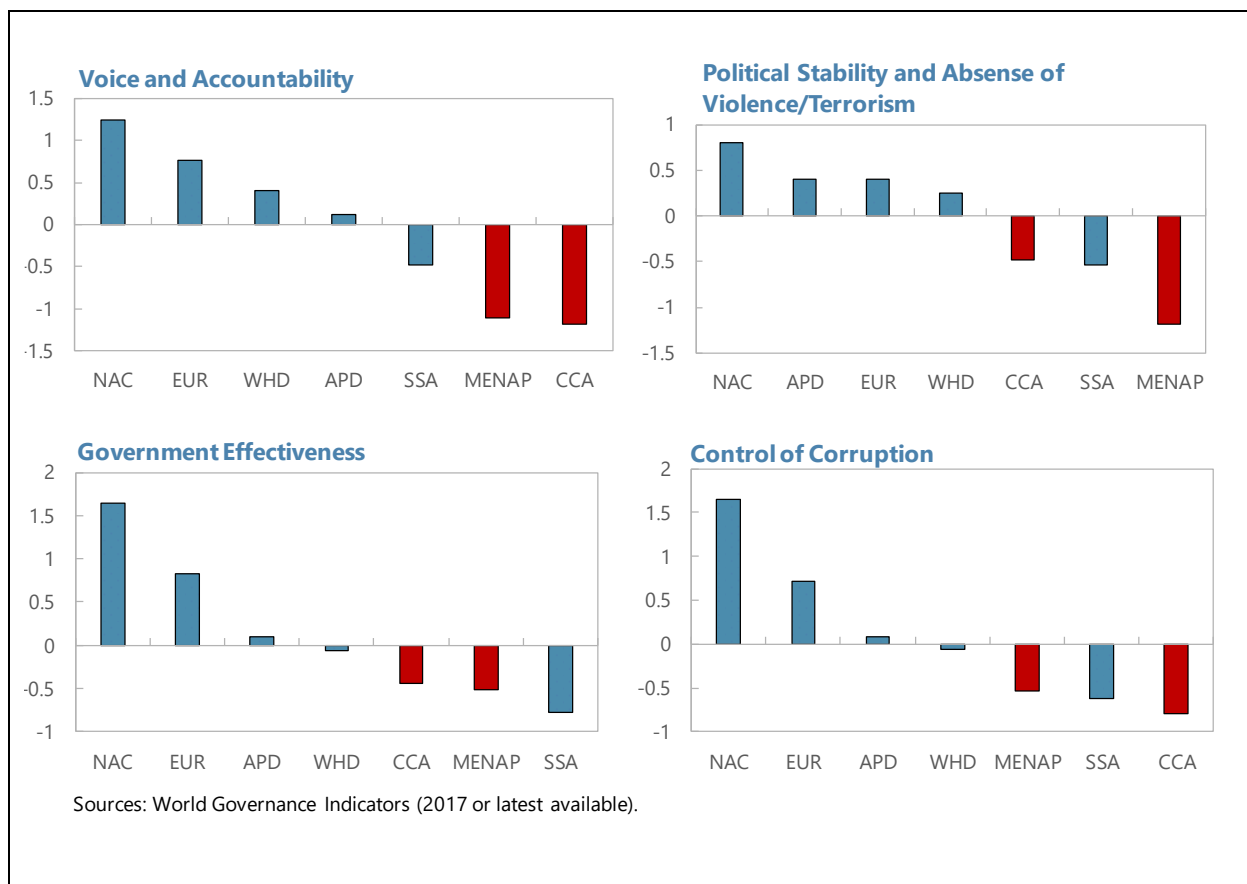 Voice and Accountability
1.5
1
0.5
0
-0.5
-1
-1.5
NAC EUR WHD APD SSA MENAP CCA
Political Stability and Absense of
Violence/Terrorism
1
0.5
0
-0.5
-1
-1.5
NAC APD EUR WHD CCA SSA MENAP
Government Effectiveness
2
1.5
1
0.5
0
-0.5
-1
NAC EUR APD WHD CCA MENAP SSA
Control of Corruption
2
1.5
1
0.5
0
-0.5
-1
NAC EUR APD WHD MENAP SSA CCA
Sources: World Governance Indicators (2017 or latest available).